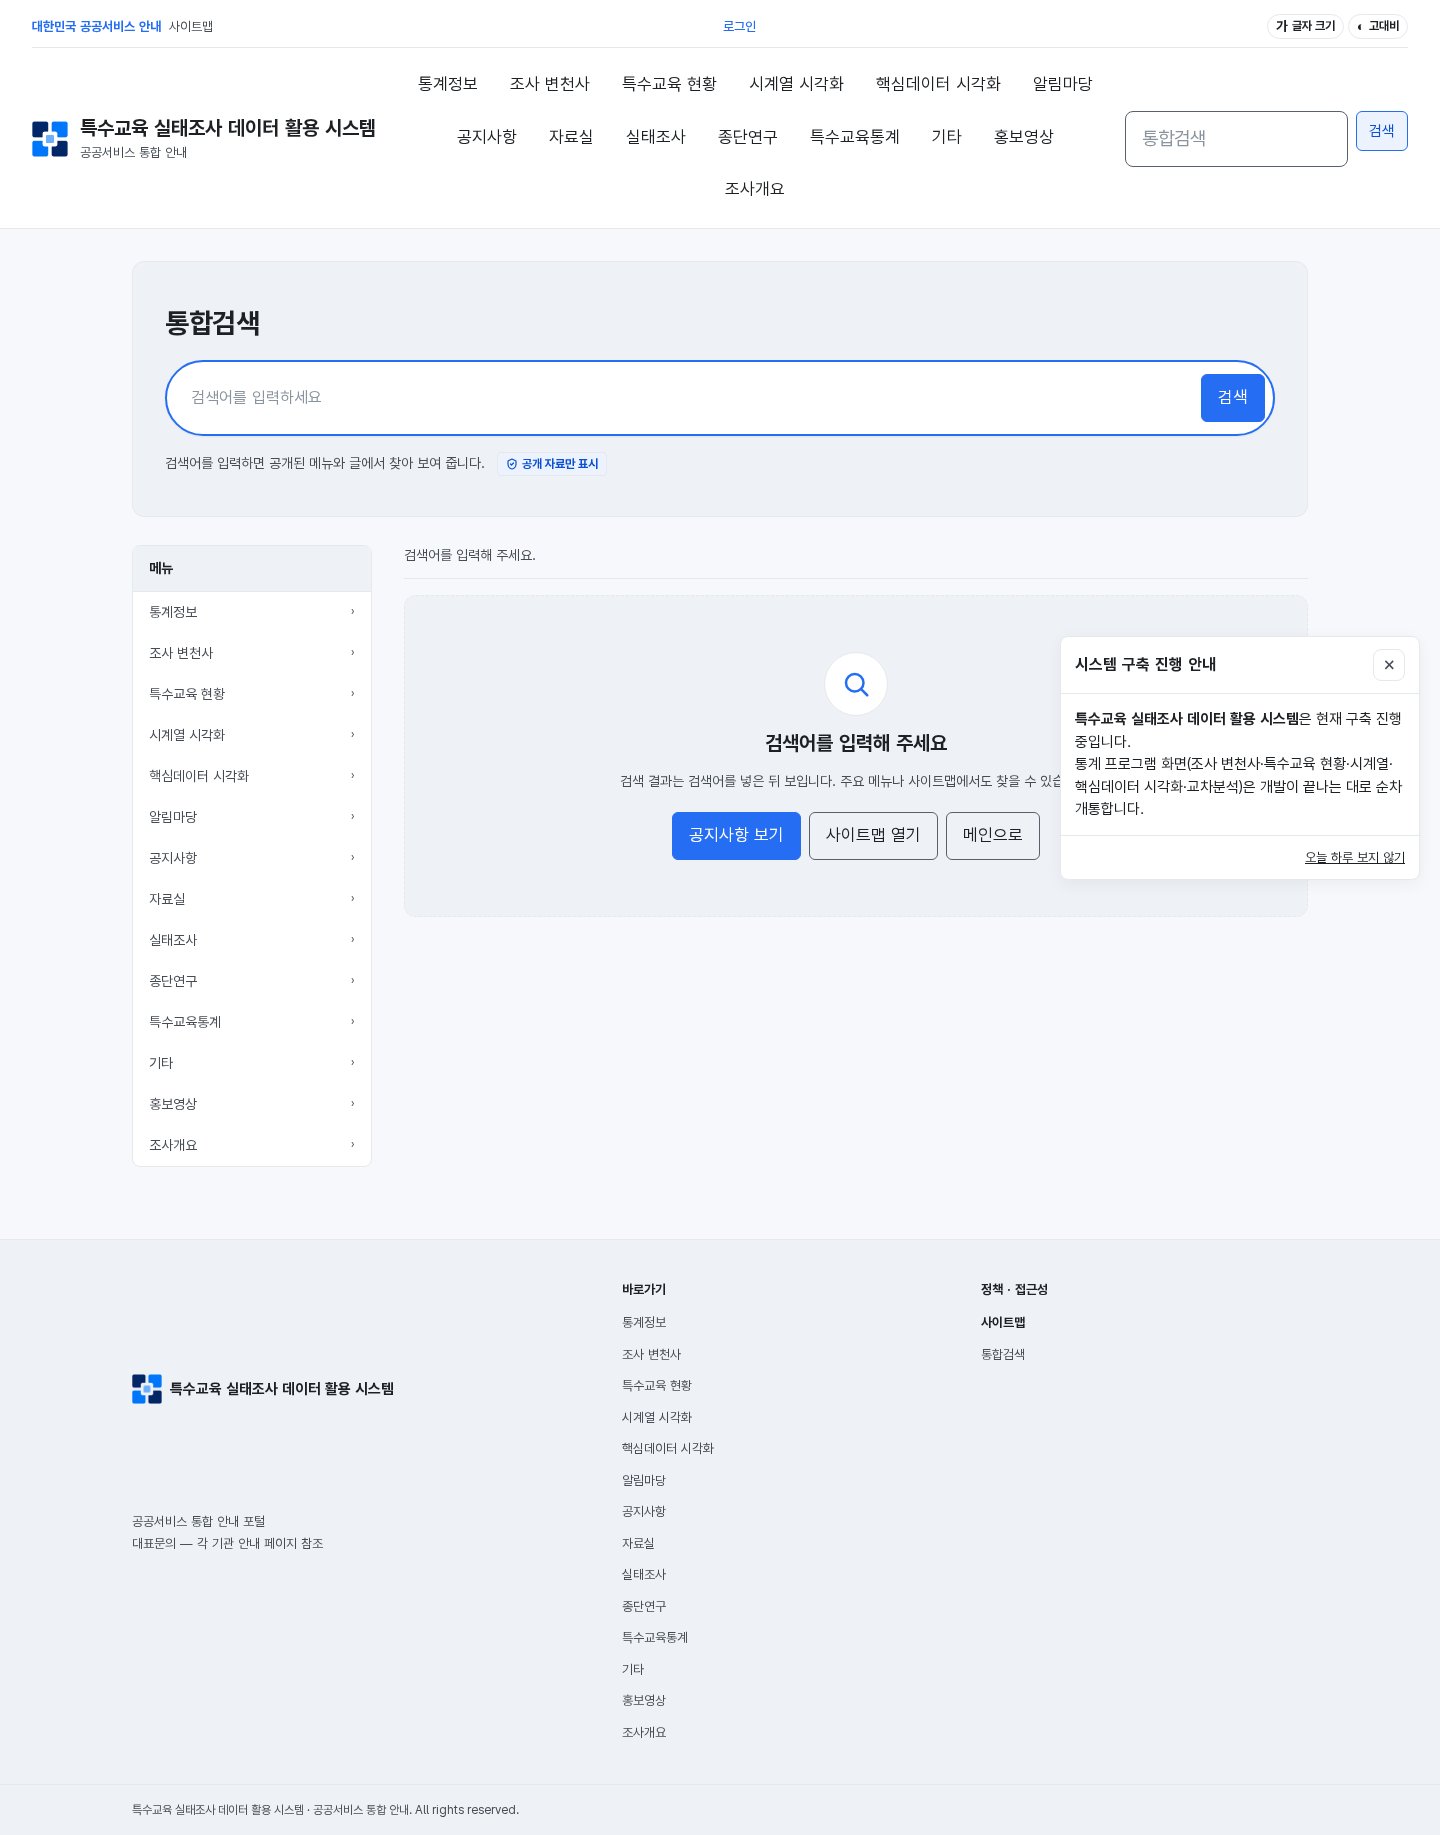 대한민국 공공서비스 안내 사이트맵
로그인
가 글자 크기
고대비
특수교육 실태조사 데이터 활용 시스템
공공서비스 통합 안내
통계정보 조사 변천사 특수교육 현황 시계열 시각화 핵심데이터 시각화 알림마당
공지사항 자료실 실태조사 종단연구 특수교육통계 기타 홍보영상
조사개요
통합검색
검색
통합검색
검색어를 입력하세요
검색
검색어를 입력하면 공개된 메뉴와 글에서 찾아 보여 줍니다.
공개 자료만 표시
메뉴
통계정보
조사 변천사
특수교육 현황
시계열 시각화
핵심데이터 시각화
알림마당
공지사항
자료실
실태조사
종단연구
특수교육통계
기타
홍보영상
조사개요
검색어를 입력해 주세요.
검색어를 입력해 주세요
검색 결과는 검색어를 넣은 뒤 보입니다. 주요 메뉴나 사이트맵에서도 찾을 수 있습
공지사항 보기
사이트맵 열기
메인으로
시스템 구축 진행 안내
×
특수교육 실태조사 데이터 활용 시스템은 현재 구축 진행
중입니다.
통계 프로그램 화면(조사 변천사·특수교육 현황·시계열·
핵심데이터 시각화·교차분석)은 개발이 끝나는 대로 순차
개통합니다.
오늘 하루 보지 않기
특수교육 실태조사 데이터 활용 시스템
공공서비스 통합 안내 포털
대표문의 — 각 기관 안내 페이지 참조
바로가기
통계정보
조사 변천사
특수교육 현황
시계열 시각화
핵심데이터 시각화
알림마당
공지사항
자료실
실태조사
종단연구
특수교육통계
기타
홍보영상
조사개요
정책 · 접근성
사이트맵
통합검색
특수교육 실태조사 데이터 활용 시스템 · 공공서비스 통합 안내. All rights reserved.